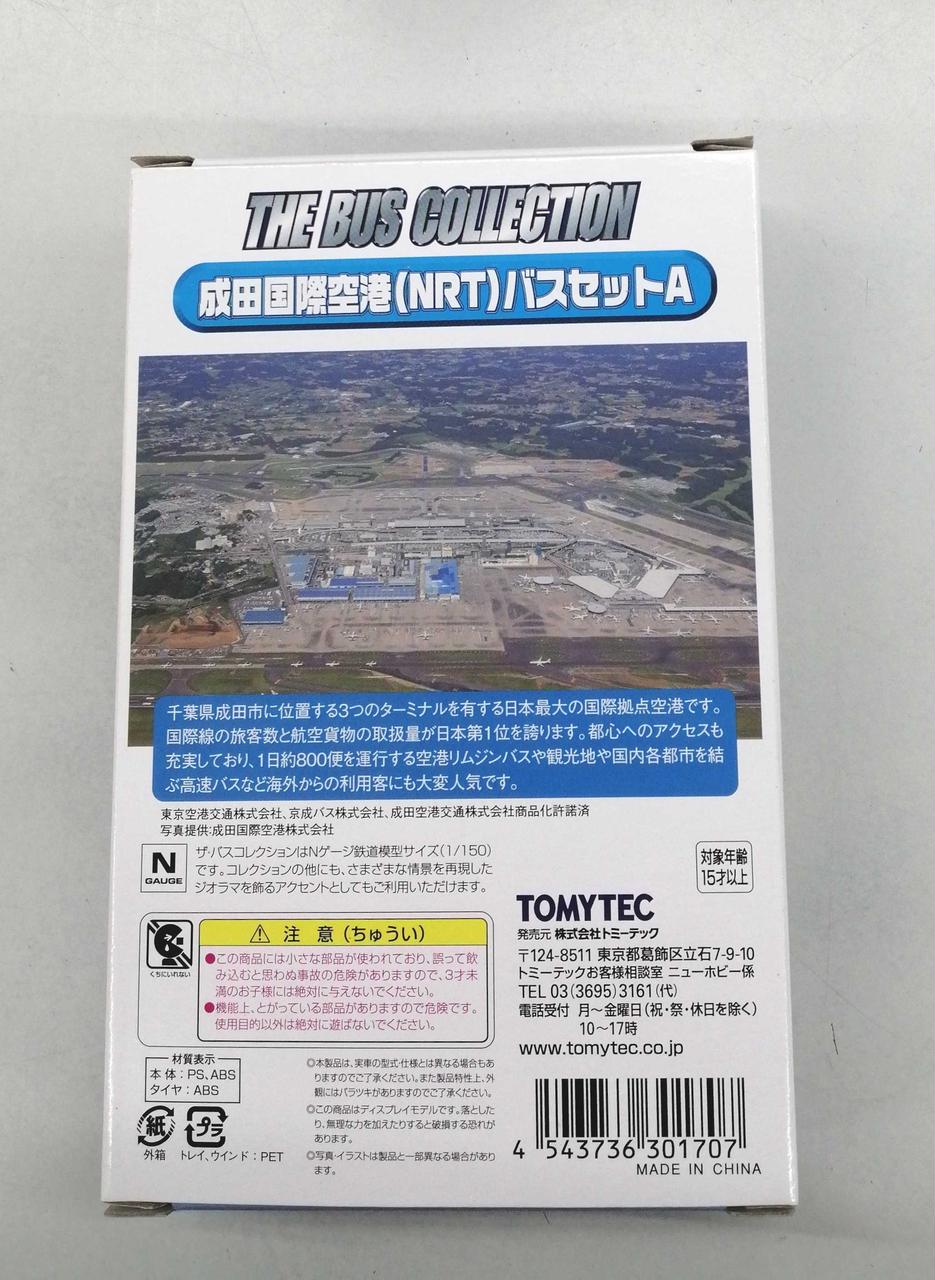 THE BUS COLLECTION
成田国際空港(NRT)バスセットA
千葉県成田市に位置する3つのターミナルを有する日本最大の国際拠点空港です。
国際線の旅客数と航空貨物の取扱量が日本第1位を誇ります。都心へのアクセスも
充実しており、1日約800便を運行する空港リムジンバスや観光地や国内各都市を結
ぶ高速バスなど海外からの利用客にも大変人気です。
東京空港交通株式会社、京成バス株式会社、成田空港交通株式会社商品化許諾済
写真提供:成田国際空港株式会社
N
GAUGE
ザ・バスコレクションはNゲージ鉄道模型サイズ(1/150)
です。コレクションの他にも、さまざまな情景を再現した
ジオラマを飾るアクセントとしてもご利用いただけます。
対象年齢
15才以上
くちにいれない
⚠ 注 意 (ちゅうい)
●この商品には小さな部品が使われており、誤って飲
み込むと思わぬ事故の危険がありますので、3才未
満のお子様には絶対に与えないでください。
●機能上、とがっている部品がありますので危険です。
使用目的以外は絶対に遊ばないでください。
TOMYTEC
発売元 株式会社トミーテック
〒124-8511 東京都葛飾区立石7-9-10
トミーテックお客様相談室 ニューホビー係
TEL 03(3695)3161(代)
電話受付 月~金曜日(祝・祭・休日を除く)
10~17時
www.tomytec.co.jp
材質表示
本体:PS、ABS
タイヤ:ABS
紙
外箱
プラ
トレイ、ウインド:PET
◎本製品は、実車の型式・仕様とは異なる場合もあ
りますのでご了承ください。また製品特性上、外
観にはバラツキがありますのでご了承ください。
◎この商品はディスプレイモデルです。落とした
り、無理な力を加えたりすると破損する恐れが
あります。
◎写真・イラストは製品と一部異なる場合があり
ます。
4 543736 301707
MADE IN CHINA